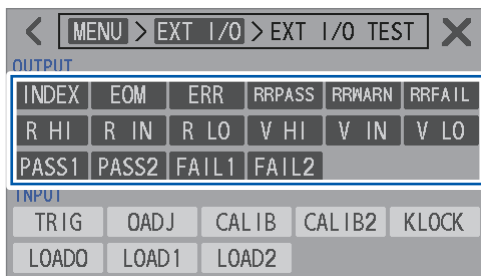 MENU > EXT I/O > EXT I/O TEST
OUTPUT
INDEX EOM ERR RRPASS RRWARN RRFAIL
R HI R IN R LO V HI V IN V LO
PASS1 PASS2 FAIL1 FAIL2
INPUT
TRIG 0ADJ CALIB CALIB2 KLOCK
LOAD0 LOAD1 LOAD2